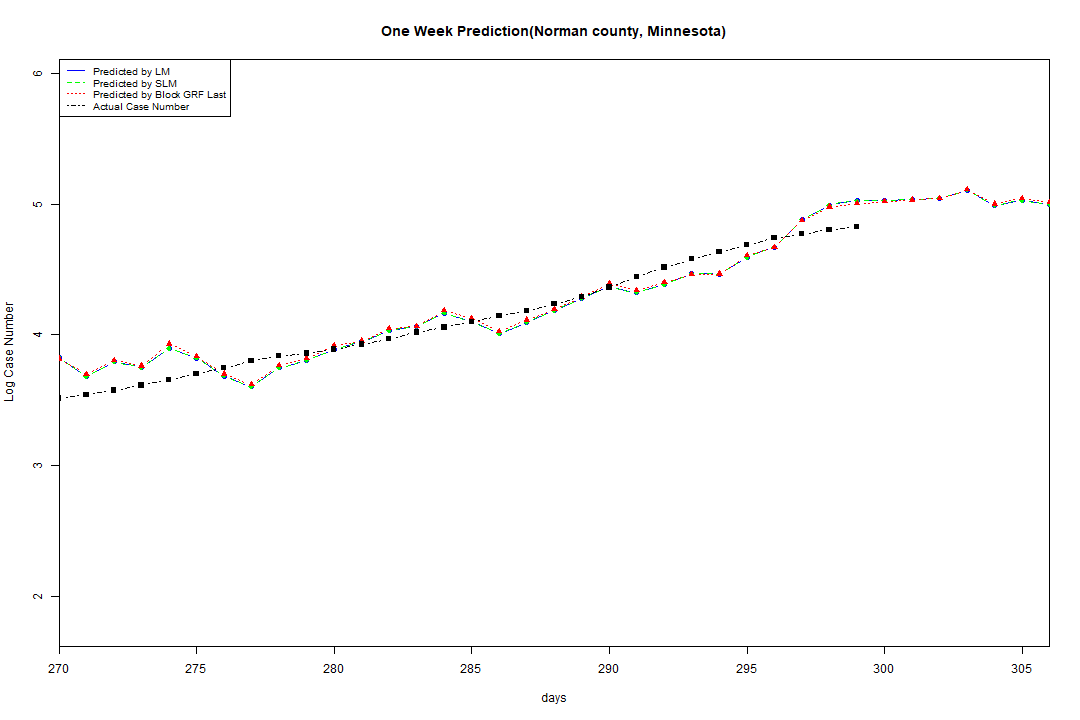 One Week Prediction(Norman county, Minnesota)
Predicted by LM
Predicted by SLM
Predicted by Block GRF Last
Actual Case Number
Log Case Number
6
5
4
3
2
270 275 280 285 290 295 300 305
days